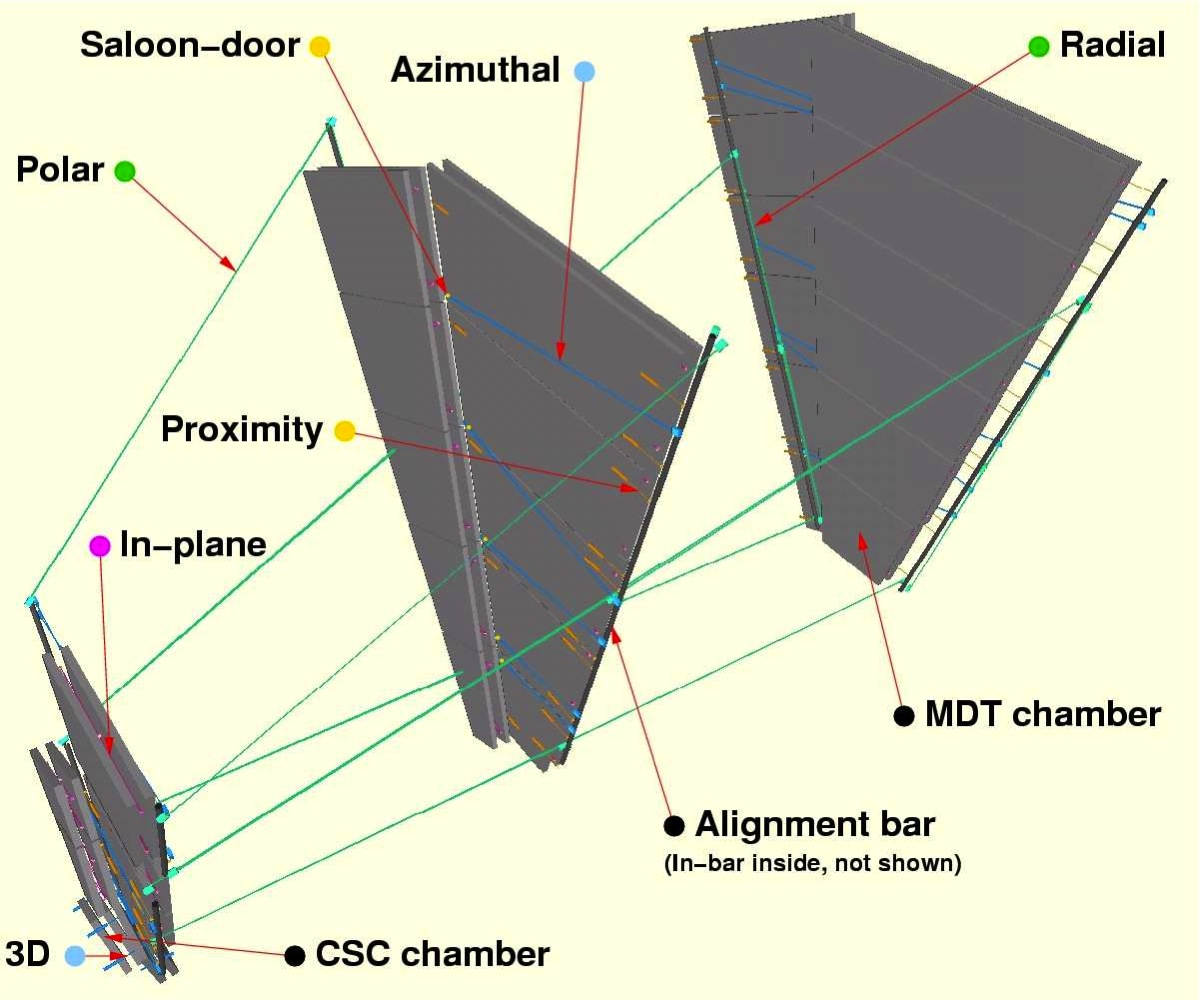 Saloon–door
Azimuthal
Radial
Polar
Proximity
In–plane
MDT chamber
Alignment bar
(In–bar inside, not shown)
3D
CSC chamber